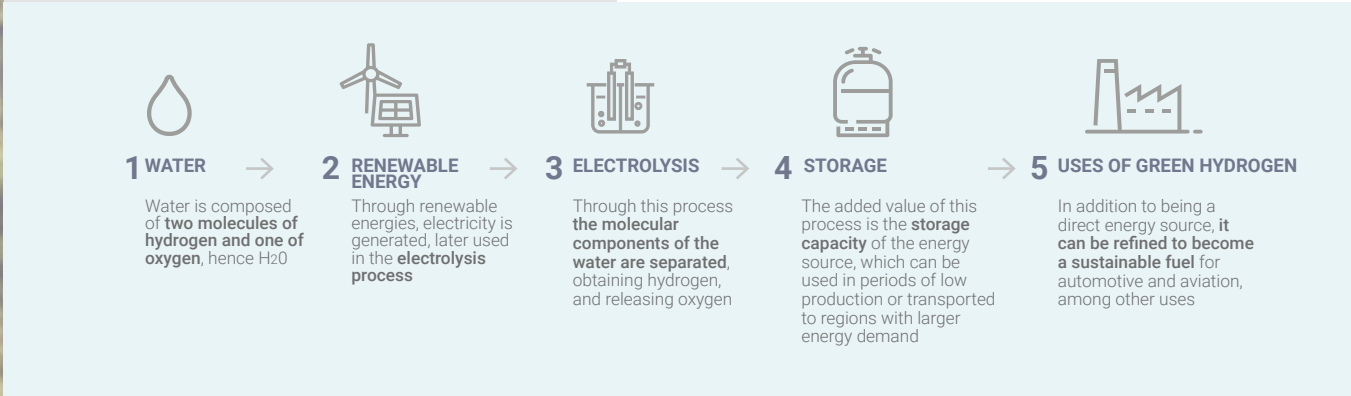 1 WATER
Water is composed
of two molecules of
hydrogen and one of
oxygen, hence H20
2 RENEWABLE
ENERGY
Through renewable
energies, electricity is
generated, later used
in the electrolysis
process
3 ELECTROLYSIS
Through this process
the molecular
components of the
water are separated,
obtaining hydrogen,
and releasing oxygen
4 STORAGE
The added value of this
process is the storage
capacity of the energy
source, which can be
used in periods of low
production or transported
to regions with larger
energy demand
5 USES OF GREEN HYDROGEN
In addition to being a
direct energy source, it
can be refined to become
a sustainable fuel for
automotive and aviation,
among other uses